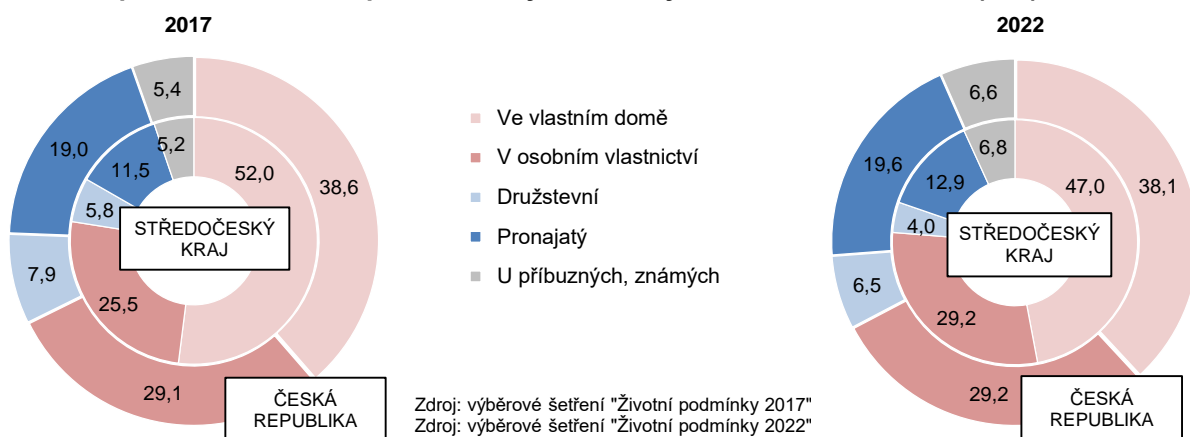 2017
5,4
19,0
5,2
11,5
52,0
38,6
5,8
STŘEDOČESKÝ
KRAJ
7,9
25,5
29,1
ČESKÁ
REPUBLIKA
Ve vlastním domě
V osobním vlastnictví
Družstevní
Pronajatý
U příbuzných, známých
Zdroj: výběrové šetření "Životní podmínky 2017"
Zdroj: výběrové šetření "Životní podmínky 2022"
2022
6,6
19,6
6,8
12,9
47,0
38,1
4,0
STŘEDOČESKÝ
KRAJ
6,5
29,2
29,2
ČESKÁ
REPUBLIKA